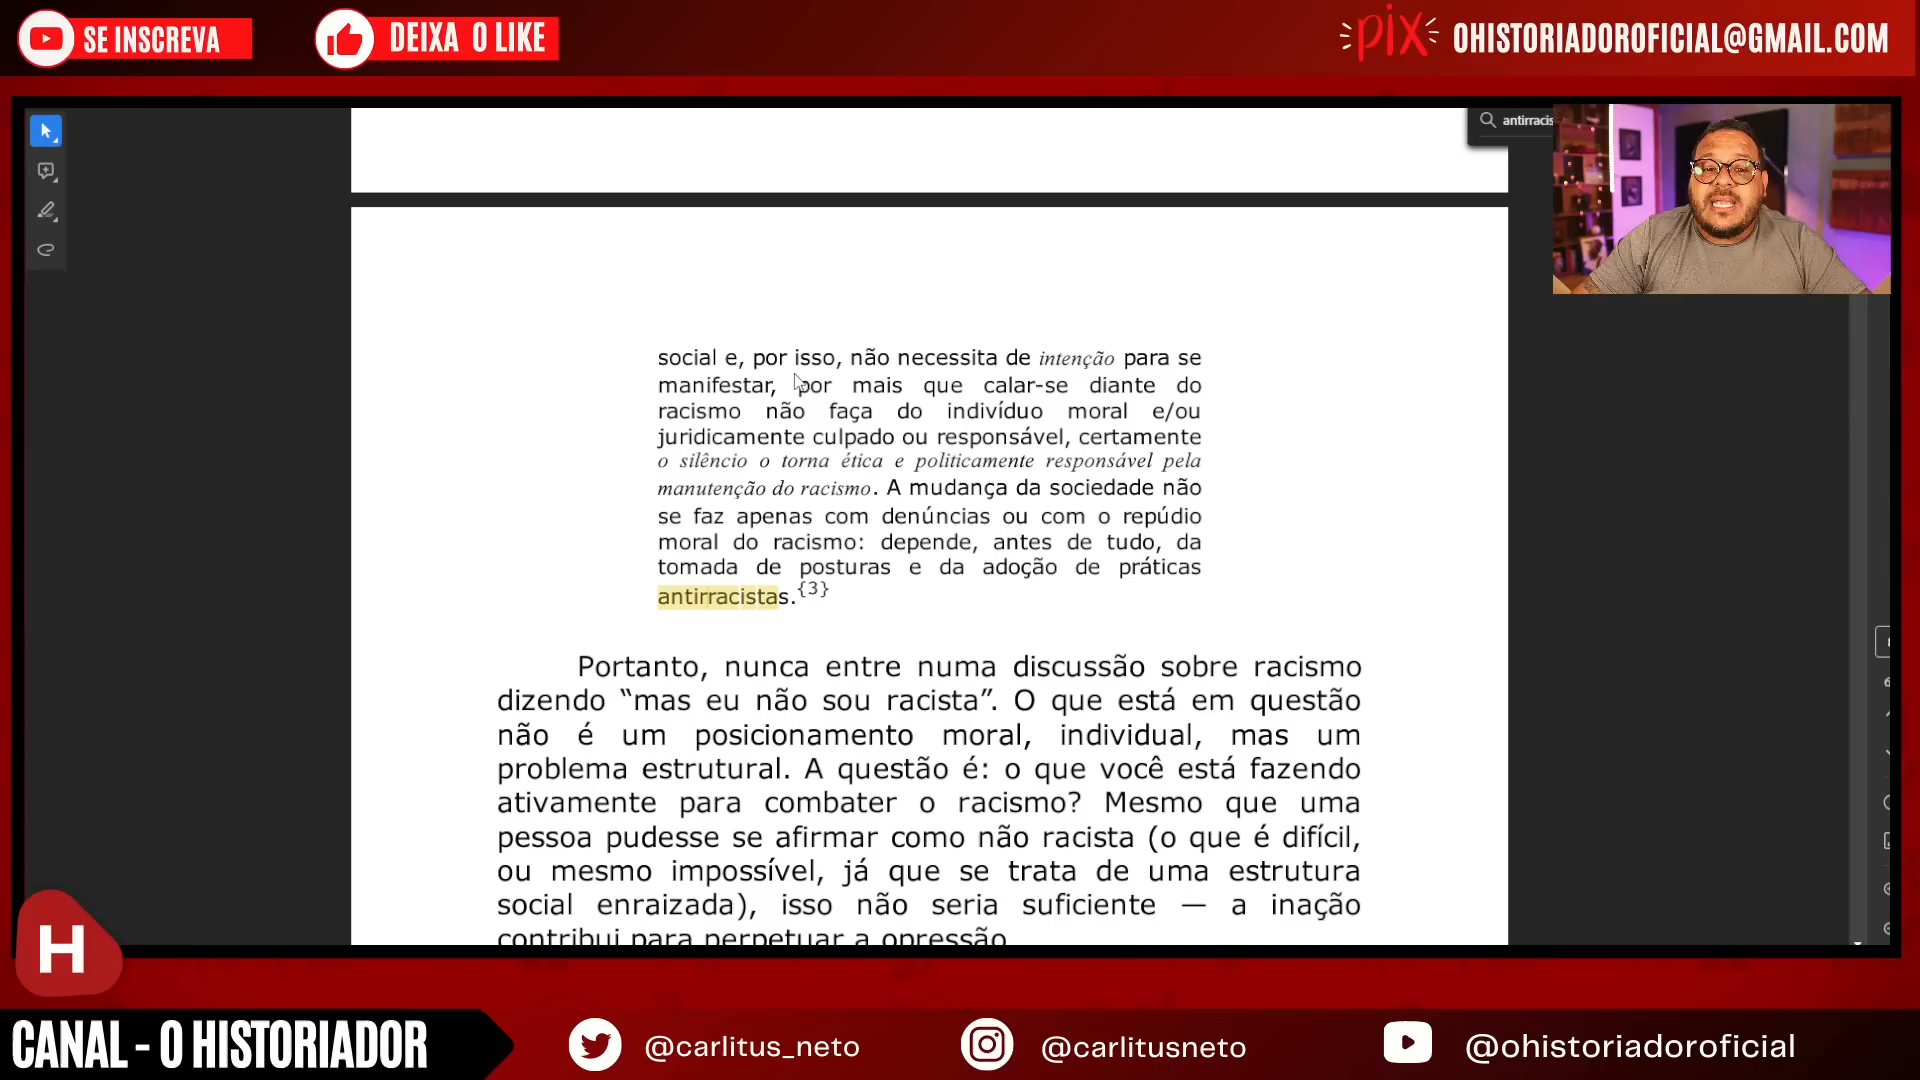 SE INSCREVA
DEIXA O LIKE
pix OHISTORIADOROFICIAL@GMAIL.COM
antirracis
social e, por isso, não necessita de intenção para se
manifestar, por mais que calar-se diante do
racismo não faça do indivíduo moral e/ou
juridicamente culpado ou responsável, certamente
o silêncio o torna ética e politicamente responsável pela
manutenção do racismo. A mudança da sociedade não
se faz apenas com denúncias ou com o repúdio
moral do racismo: depende, antes de tudo, da
tomada de posturas e da adoção de práticas
antirracistas.{3}
Portanto, nunca entre numa discussão sobre racismo
dizendo “mas eu não sou racista”. O que está em questão
não é um posicionamento moral, individual, mas um
problema estrutural. A questão é: o que você está fazendo
ativamente para combater o racismo? Mesmo que uma
pessoa pudesse se afirmar como não racista (o que é difícil,
ou mesmo impossível, já que se trata de uma estrutura
social enraizada), isso não seria suficiente — a inação
contribui para perpetuar a opressão
H
CANAL - O HISTORIADOR
@carlitus_neto
@carlitusneto
@ohistoriadoroficial